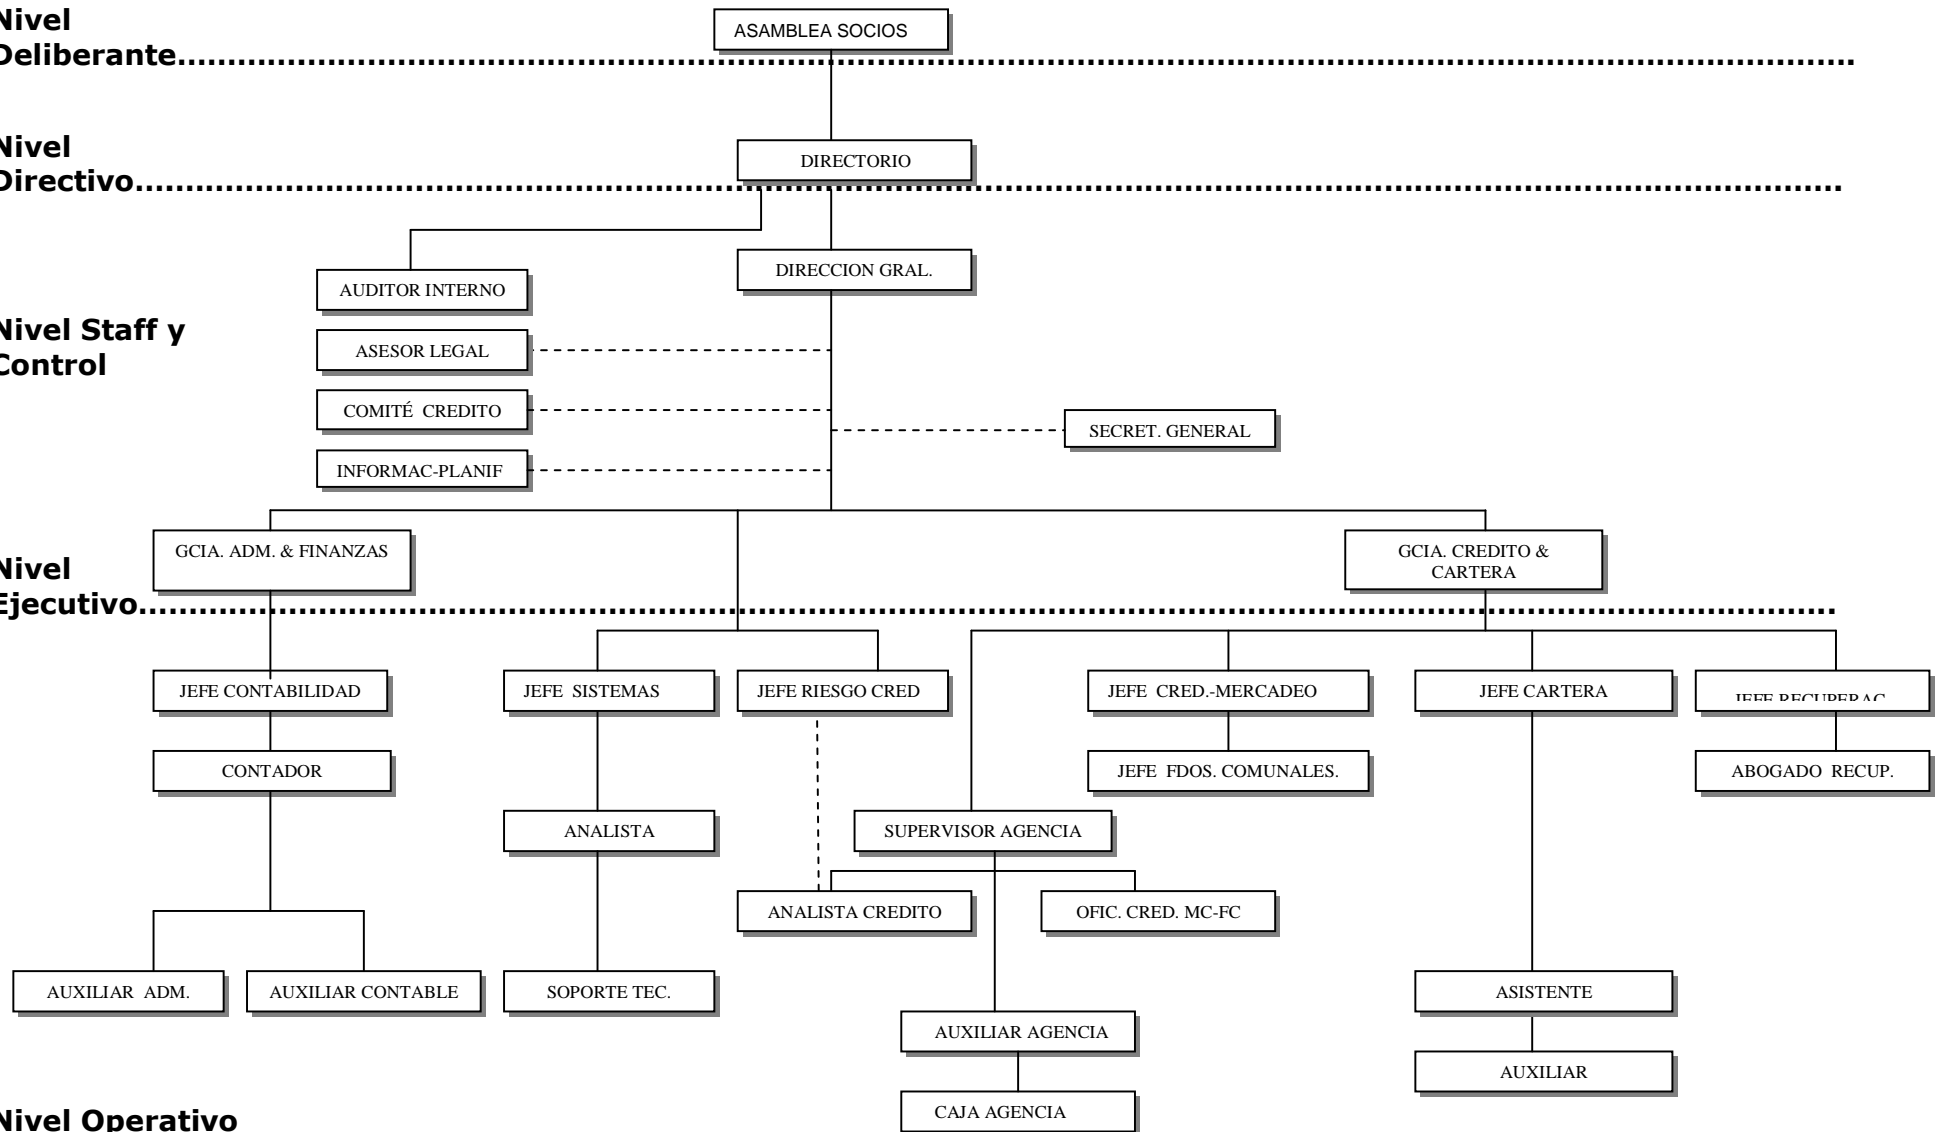 Nivel
ASAMBLEA SOCIOS
Deliberante
Nivel
DIRECTORIO
Directivo
DIRECCION GRAL.
AUDITOR INTERNO
Nivel Staff y
Control
ASESOR LEGAL
COMITÉ CREDITO
SECRET. GENERAL
INFORMAC-PLANIF
GCIA. ADM. & FINANZAS
GCIA. CREDITO &
CARTERA
Nivel
Ejecutivo
JEFE CONTABILIDAD
JEFE SISTEMAS
JEFE RIESGO CRED
JEFE CRED.-MERCADEO
JEFE CARTERA
JEFE RECUPERAC
CONTADOR
JEFE FDOS. COMUNALES.
ABOGADO RECUP.
ANALISTA
SUPERVISOR AGENCIA
ANALISTA CREDITO
OFIC. CRED. MC-FC
AUXILIAR ADM.
AUXILIAR CONTABLE
SOPORTE TEC.
ASISTENTE
AUXILIAR AGENCIA
AUXILIAR
CAJA AGENCIA
Nivel Operativo